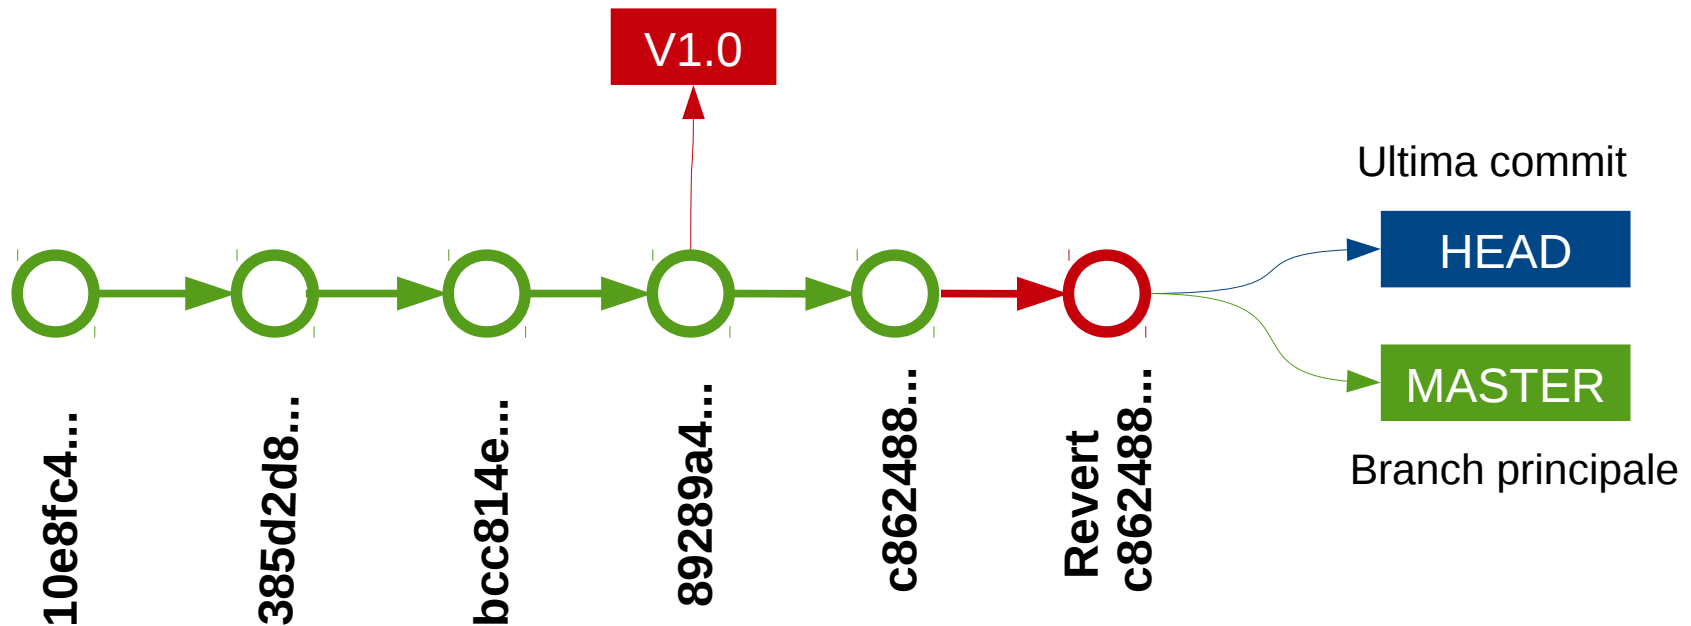 V1.0
Ultima commit
HEAD
MASTER
Branch principale
10e8fc4...
385d2d8...
bcc814e...
89289a4...
c862488...
Revert
c862488...